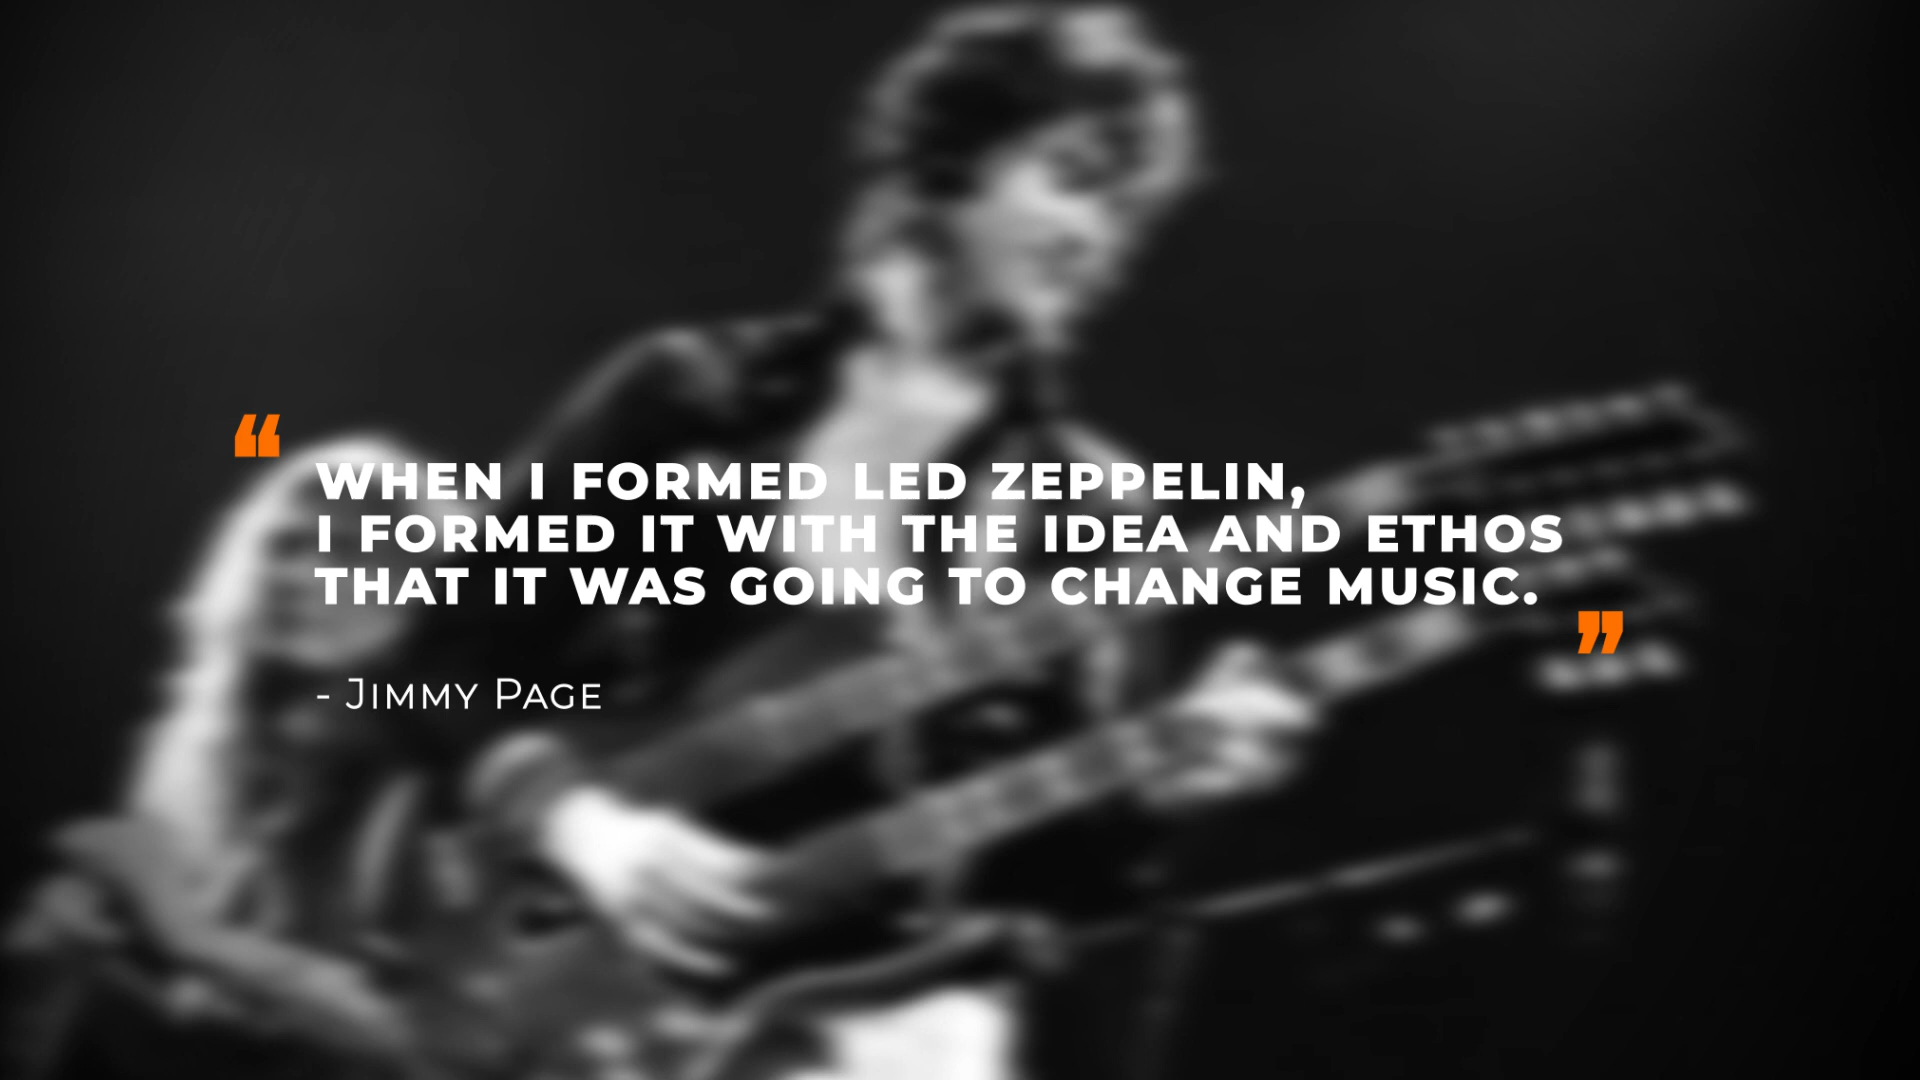 “ WHEN I FORMED LED ZEPPELIN,
I FORMED IT WITH THE IDEA AND ETHOS
THAT IT WAS GOING TO CHANGE MUSIC. ”
- JIMMY PAGE